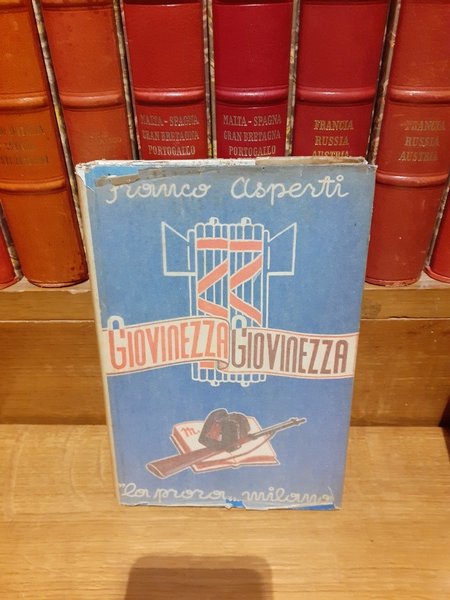 MALTA - SPAGNA
GRAN BRETAGNA
PORTOGALLO
MALTA - SPAGNA
GRAN BRETAGNA
PORTOGALLO
FRANCIA
RUSSIA
AUSTRIA
FRANCIA
RUSSIA
AUSTRIA
Franco Asperti
GIOVINEZZA GIOVINEZZA
M.
"la prora„ milano